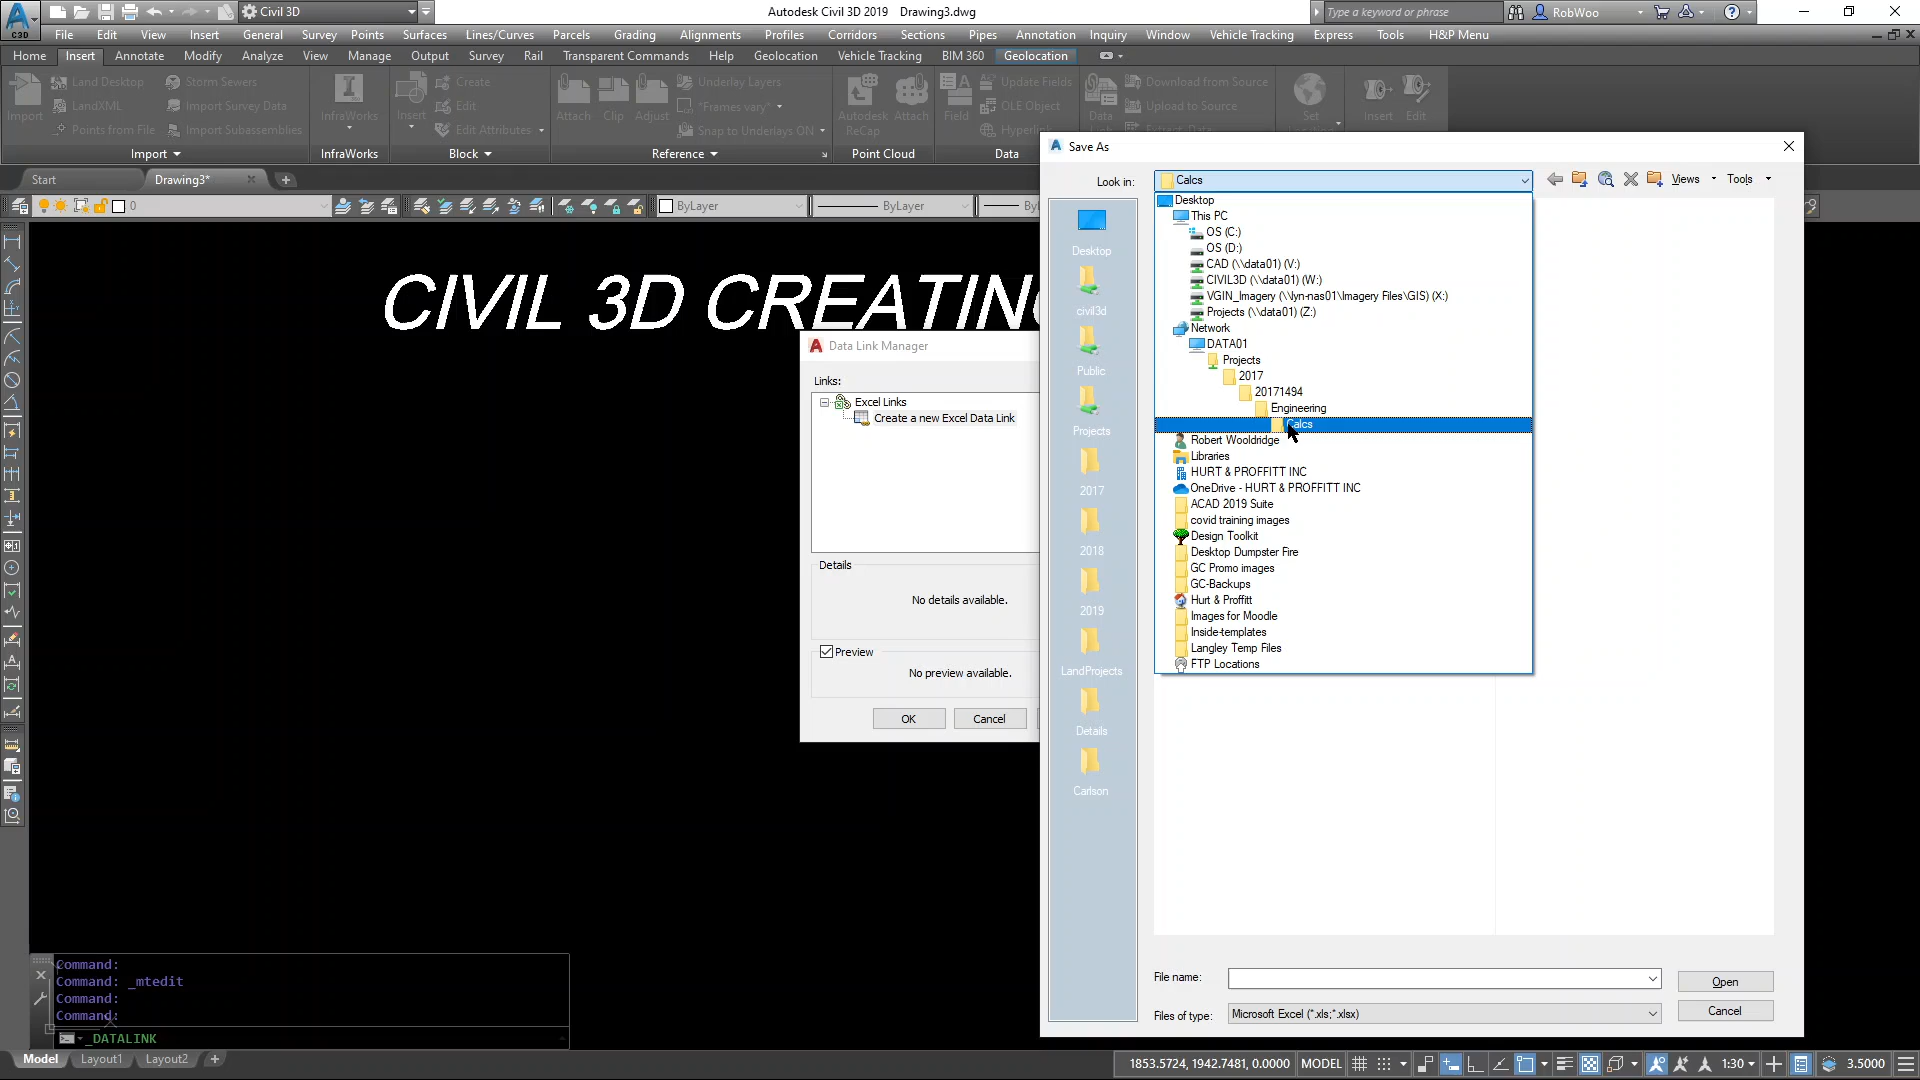 C3D
Civil 3D
Autodesk Civil 3D 2019 Drawing3.dwg
Type a keyword or phrase
RobWoo
File Edit View Insert General Survey Points Surfaces Lines/Curves Parcels Grading Alignments Profiles Corridors Sections Pipes Annotation Inquiry Window Vehicle Tracking Express Tools H&P Menu
Home Insert Annotate Modify Analyze View Manage Output Survey Rail Transparent Commands Help Geolocation Vehicle Tracking BIM 360 Geolocation
Land Desktop Storm Sewers Create Underlay Layers Update Fields Download from Source
LandXML Import Survey Data Edit "Frames vary" OLE Object Upload to Source
Import InfraWorks Insert Attach Clip Adjust Autodesk ReCap Attach Field Data Set Insert Edit
Points from File Import Subassemblies Edit Attributes Snap to Underlays ON Hyperlink
Import InfraWorks Block Reference Point Cloud Data
Save As
Start Drawing3*
Look in: Calcs Views Tools
0 ByLayer ByLayer
CIVIL 3D CREATING
Desktop
This PC
OS (C:)
OS (D:)
CAD (\\data01) (V:)
CIVIL3D (\\data01) (W:)
VGIN_Imagery (\\lyn-nas01\Imagery Files\GIS) (X:)
Projects (\\data01) (Z:)
Network
DATA01
Projects
2017
20171494
Engineering
Calcs
Robert Wooldridge
Libraries
HURT & PROFFITT INC
OneDrive - HURT & PROFFITT INC
ACAD 2019 Suite
covid training images
Design Toolkit
Desktop Dumpster Fire
GC Promo images
GC-Backups
Hurt & Proffitt
Images for Moodle
Inside-templates
Langley Temp Files
FTP Locations
Desktop
civil3d
Public
Projects
2017
2018
2019
LandProjects
Details
Carlson
Data Link Manager
Links:
Excel Links
Create a new Excel Data Link
Details
No details available.
Preview
No preview available.
OK Cancel
File name: Open
Files of type: Microsoft Excel (*.xls;*.xlsx) Cancel
Command:
Command: _mtedit
Command:
Command:
_DATALINK
Model Layout1 Layout2
1853.5724, 1942.7481, 0.0000 MODEL 1:30 3.5000